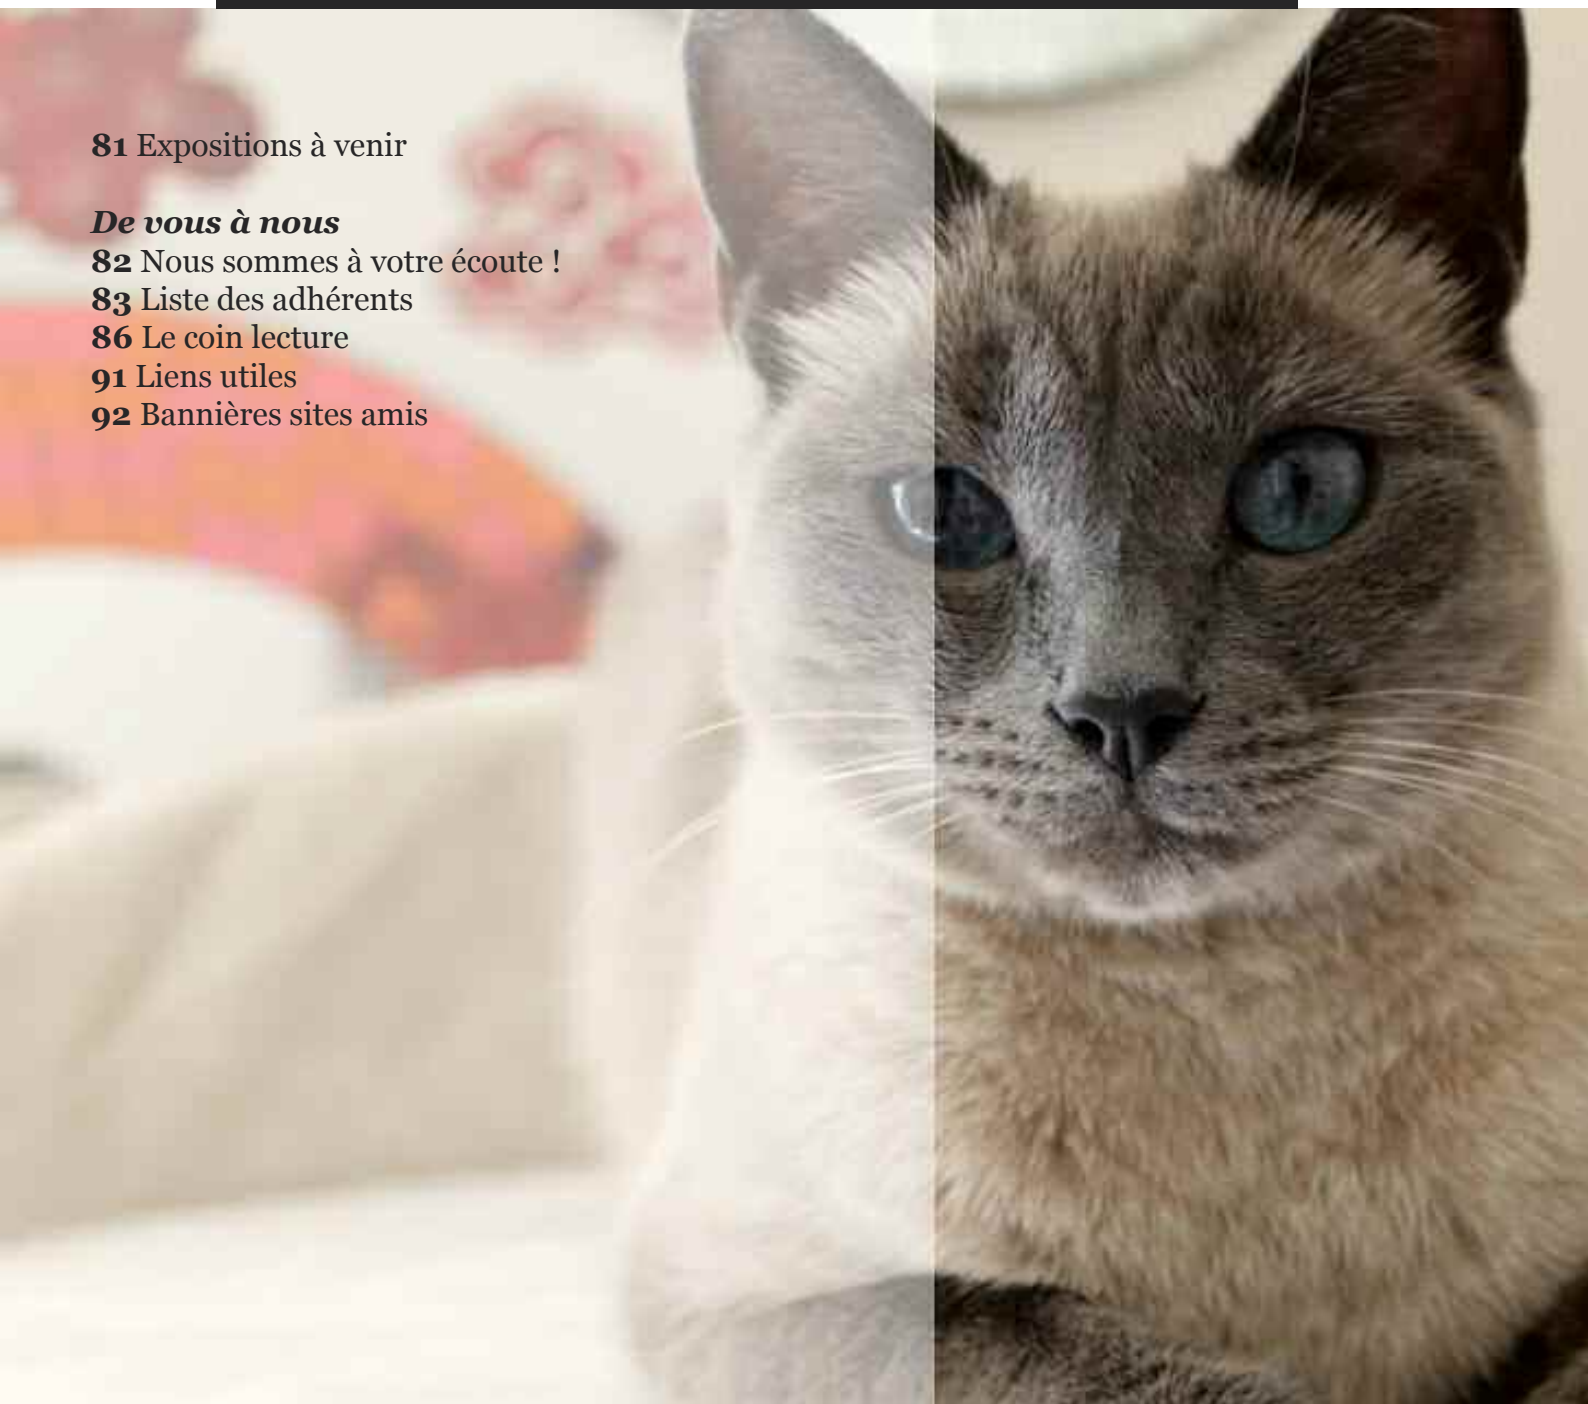 81 Expositions à venir
De vous à nous
82 Nous sommes à votre écoute !
83 Liste des adhérents
86 Le coin lecture
91 Liens utiles
92 Bannières sites amis